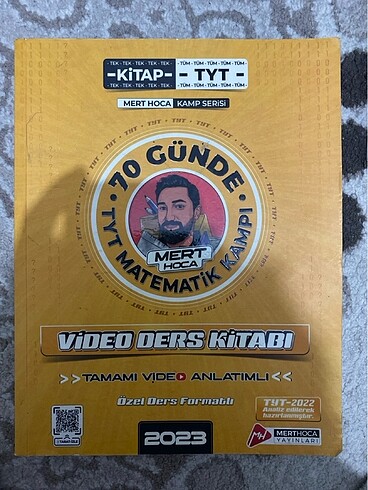 TEK - TEK - TEK - TEK - TEK
TÜM - TÜM - TÜM - TÜM - TÜM
-KİTAP- -TYT-
TEK - TEK - TEK - TEK - TEK
TÜM - TÜM - TÜM - TÜM - TÜM
MERT HOCA KAMP SERİSİ
70 GÜNDE
TYT MATEMATİK KAMPI
MERT
HOCA
VİDEO DERS KİTABI
>>TAMAMI VİDEO ANLATIMLI<<
Özel Ders Formatlı
TYT-2022
Analiz edilerek
hazırlanmıştır.
2023
MH MERTHOCA
YAYINLARI